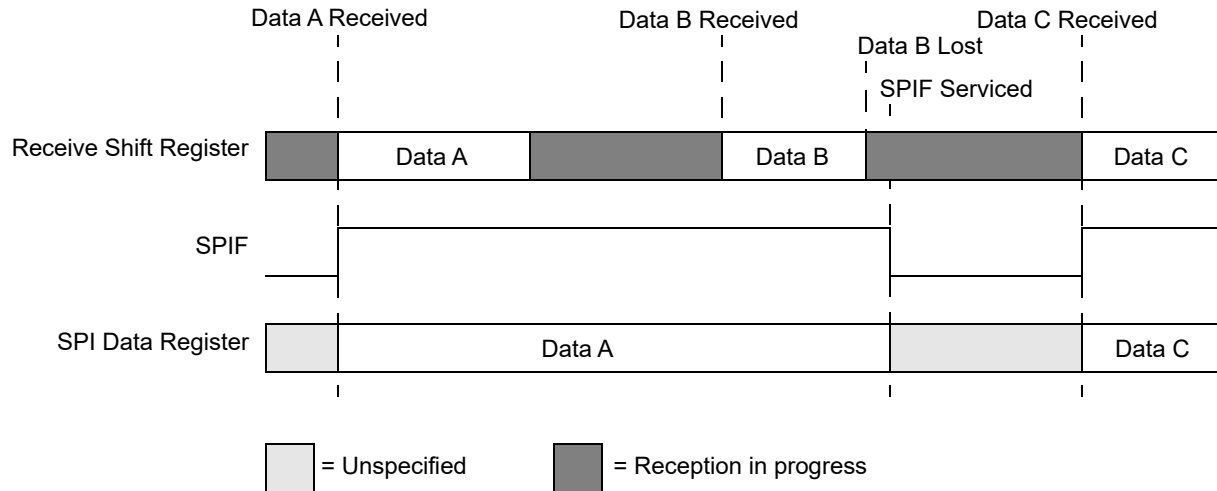 Data A Received
Data B Received
Data C Received
Data B Lost
SPIF Serviced
Receive Shift Register
Data A
Data B
Data C
SPIF
SPI Data Register
Data A
Data C
= Unspecified
= Reception in progress